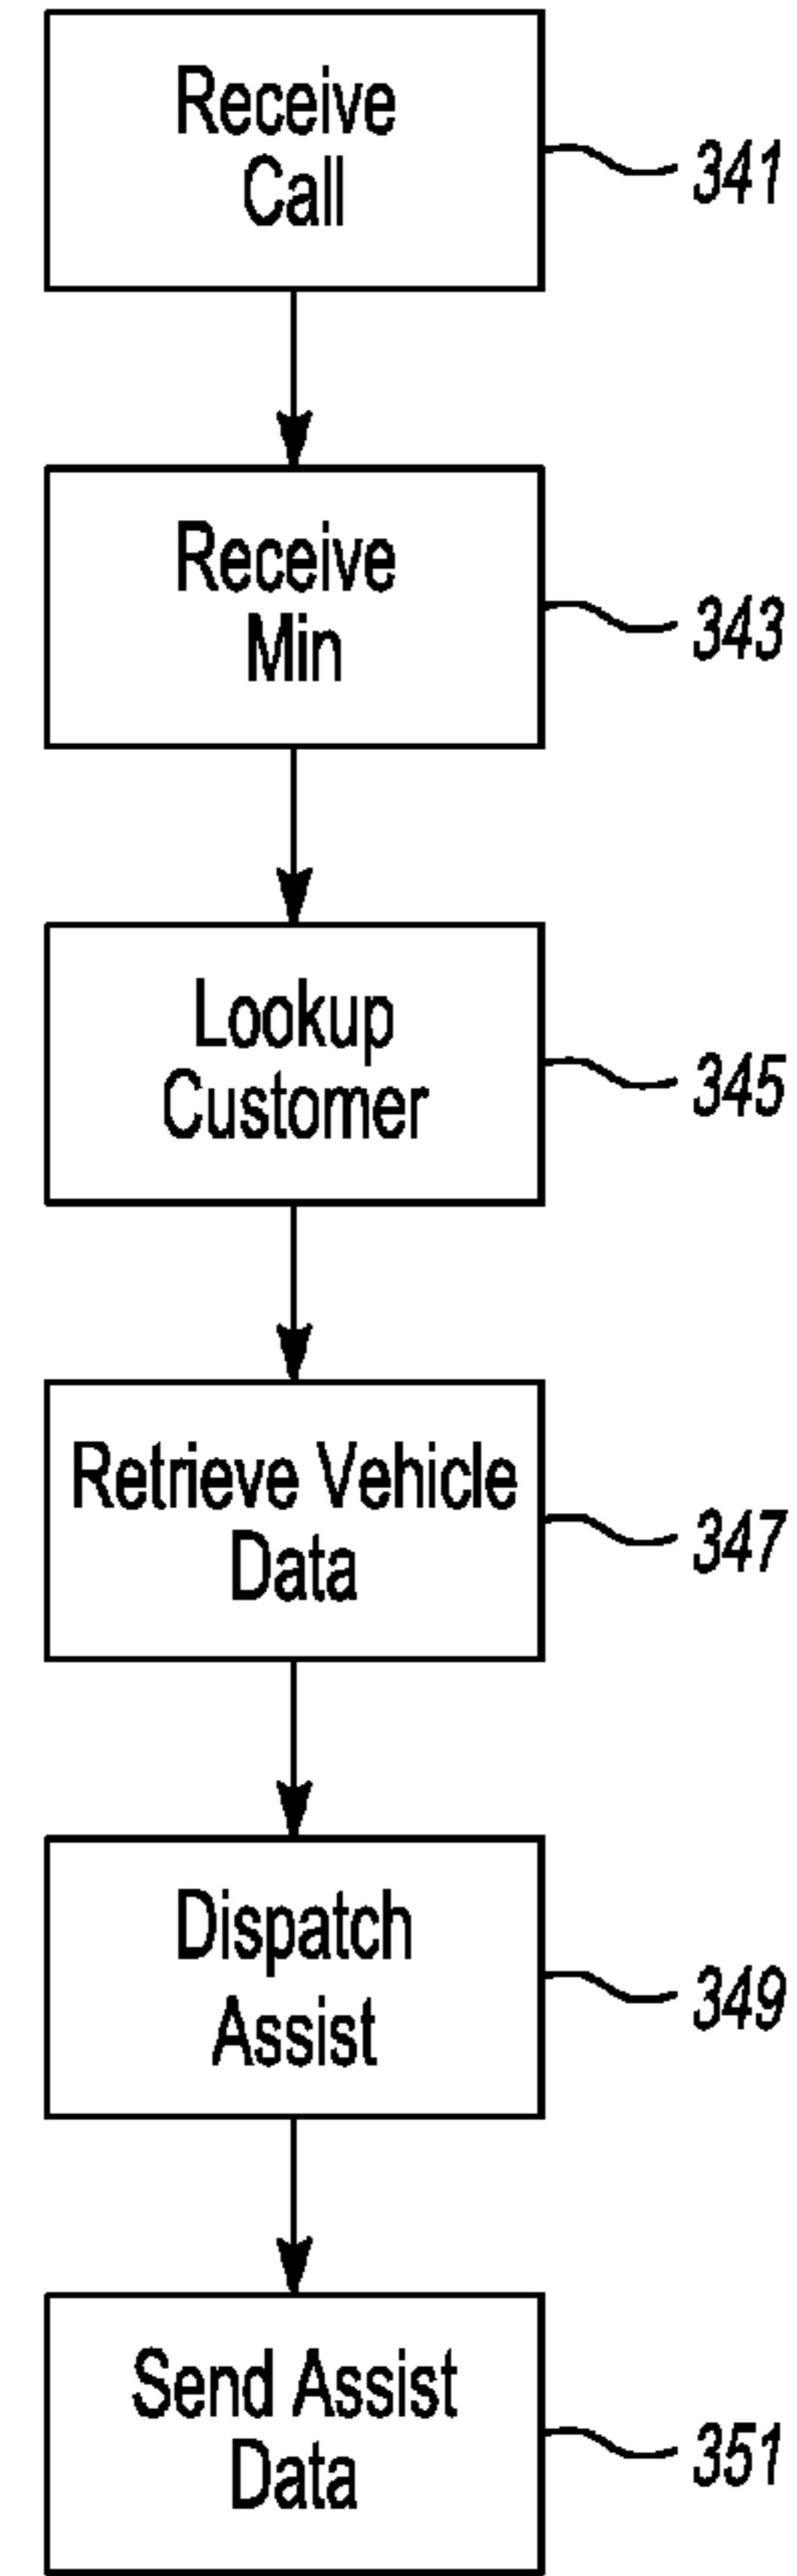 Receive
Call
341
Receive
Min
343
Lookup
Customer
345
Retrieve Vehicle
Data
347
Dispatch
Assist
349
Send Assist
Data
351